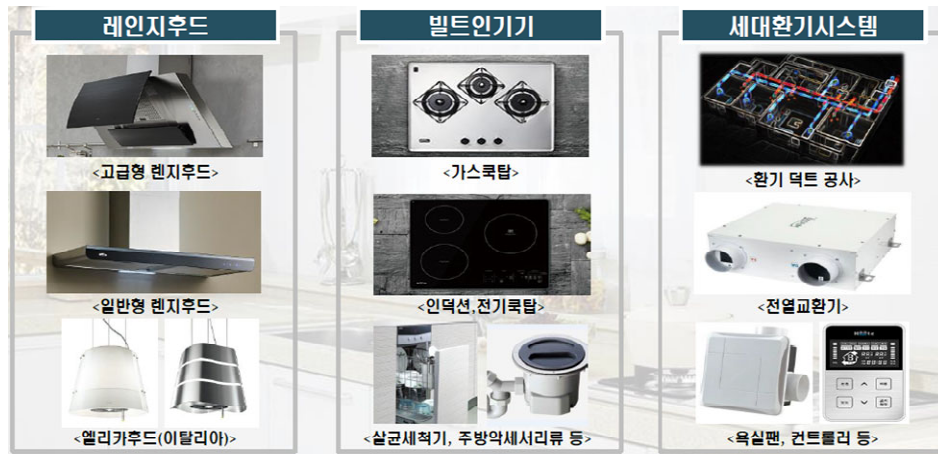 레인지후드
<고급형 렌지후드>
<일반형 렌지후드>
<엘리카후드(이탈리아)>
빌트인기기
<가스쿡탑>
<인덕션,전기쿡탑>
<살균세척기, 주방악세서리류 등>
세대환기시스템
<환기 덕트 공사>
<전열교환기>
<욕실팬, 컨트롤러 등>